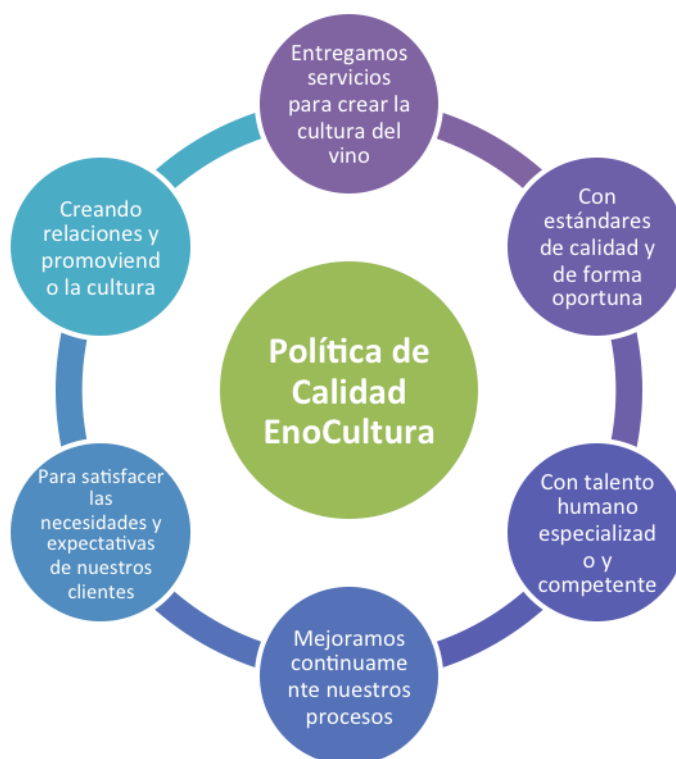 Entregamos
servicios
para crear la
cultura del
vino
Con
estándares
de calidad y
de forma
oportuna
Con talento
humano
especializad
o y
competente
Mejoramos
continuame
nte nuestros
procesos
Para satisfacer
las
necesidades y
expectativas
de nuestros
clientes
Creando
relaciones y
promoviend
o la cultura
Política de
Calidad
EnoCultura